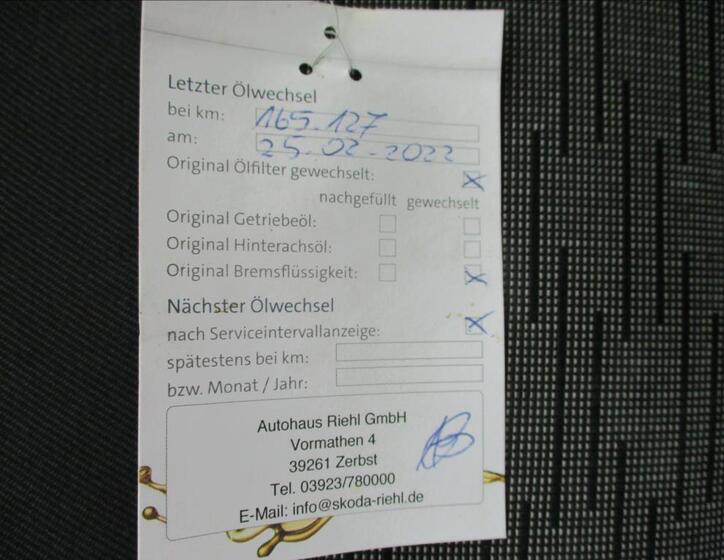 Letzter Ölwechsel
bei km: 165.127
am: 25.02.2022
Original Ölfilter gewechselt:
nachgefüllt gewechselt
Original Getriebeöl:
Original Hinterachsöl:
Original Bremsflüssigkeit:
Nächster Ölwechsel
nach Serviceintervallanzeige:
spätestens bei km:
bzw. Monat / Jahr:
Autohaus Riehl GmbH
Vormathen 4
39261 Zerbst
Tel. 03923/780000
E-Mail: info@skoda-riehl.de